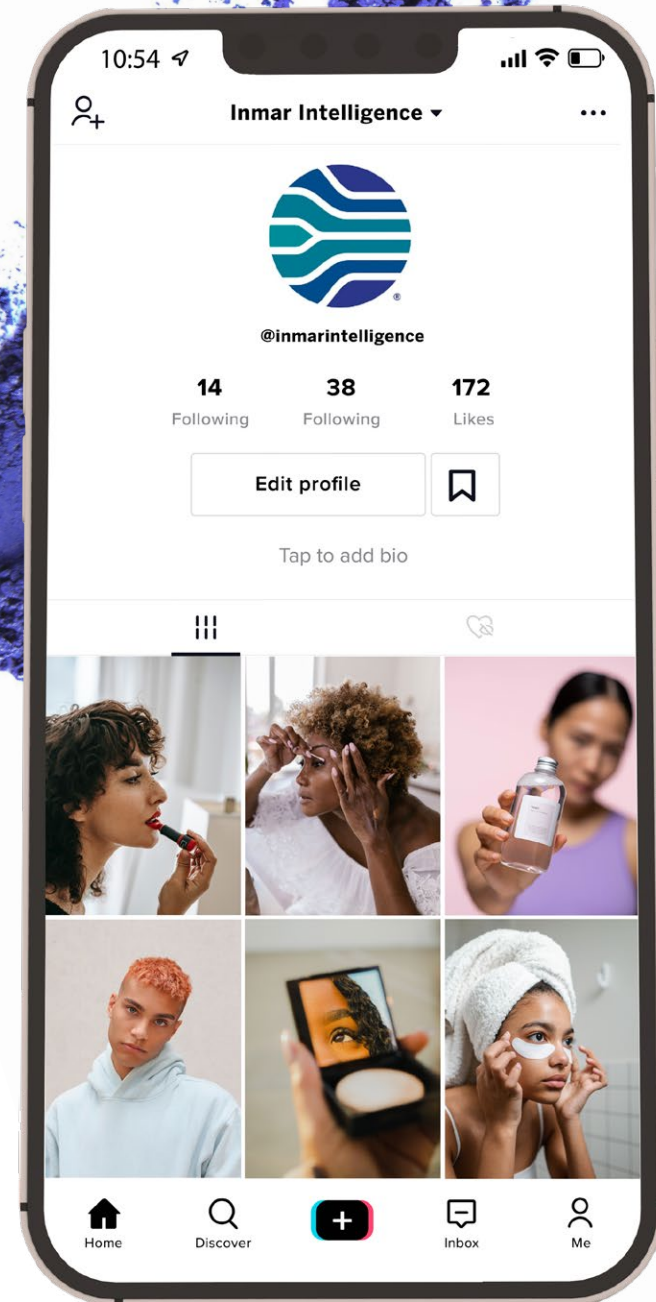 10:54
Inmar Intelligence
®
@inmarintelligence
14 38 172
Following Following Likes
Edit profile
Tap to add bio
Home Discover Inbox Me